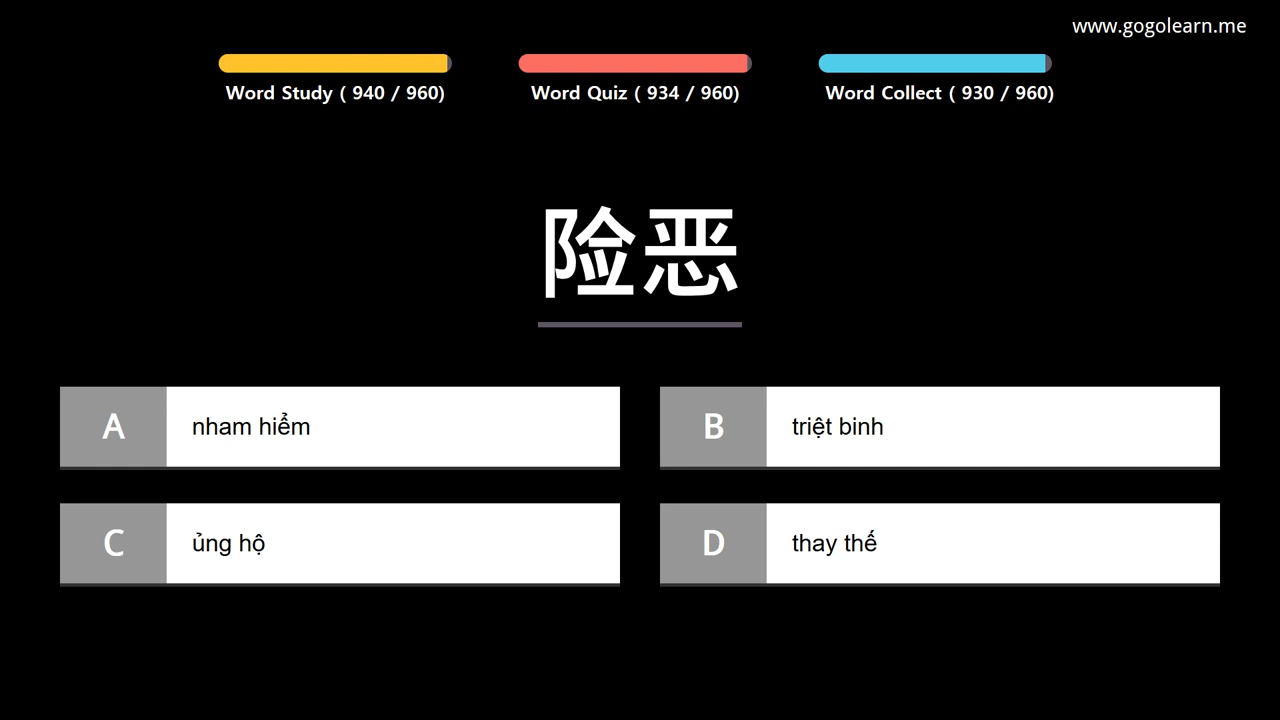 www.gogolearn.me
Word Study ( 940 / 960)
Word Quiz ( 934 / 960)
Word Collect ( 930 / 960)
险恶
A nham hiểm
B triệt binh
C ủng hộ
D thay thế